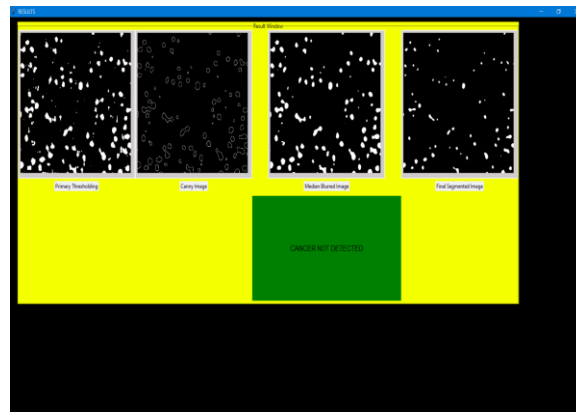 RESULTS
Result Window
Primary Thresholding
Canny Image
Median Blurred Image
Final Segmented Image
CANCER NOT DETECTED